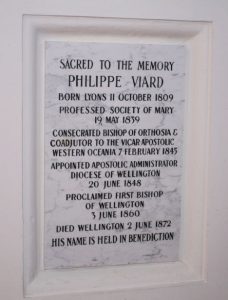 SACRED TO THE MEMORY
PHILIPPE VIARD
BORN LYONS 11 OCTOBER 1809
PROFESSED SOCIETY OF MARY
19 MAY 1839
CONSECRATED BISHOP OF ORTHOSIA &
COADJUTOR TO THE VICAR APOSTOLIC
WESTERN OCEANIA 7 FEBRUARY 1845
APPOINTED APOSTOLIC ADMINISTRATOR
DIOCESE OF WELLINGTON
20 JUNE 1848
PROCLAIMED FIRST BISHOP
OF WELLINGTON
3 JUNE 1860
DIED WELLINGTON 2 JUNE 1872
HIS NAME IS HELD IN BENEDICTION